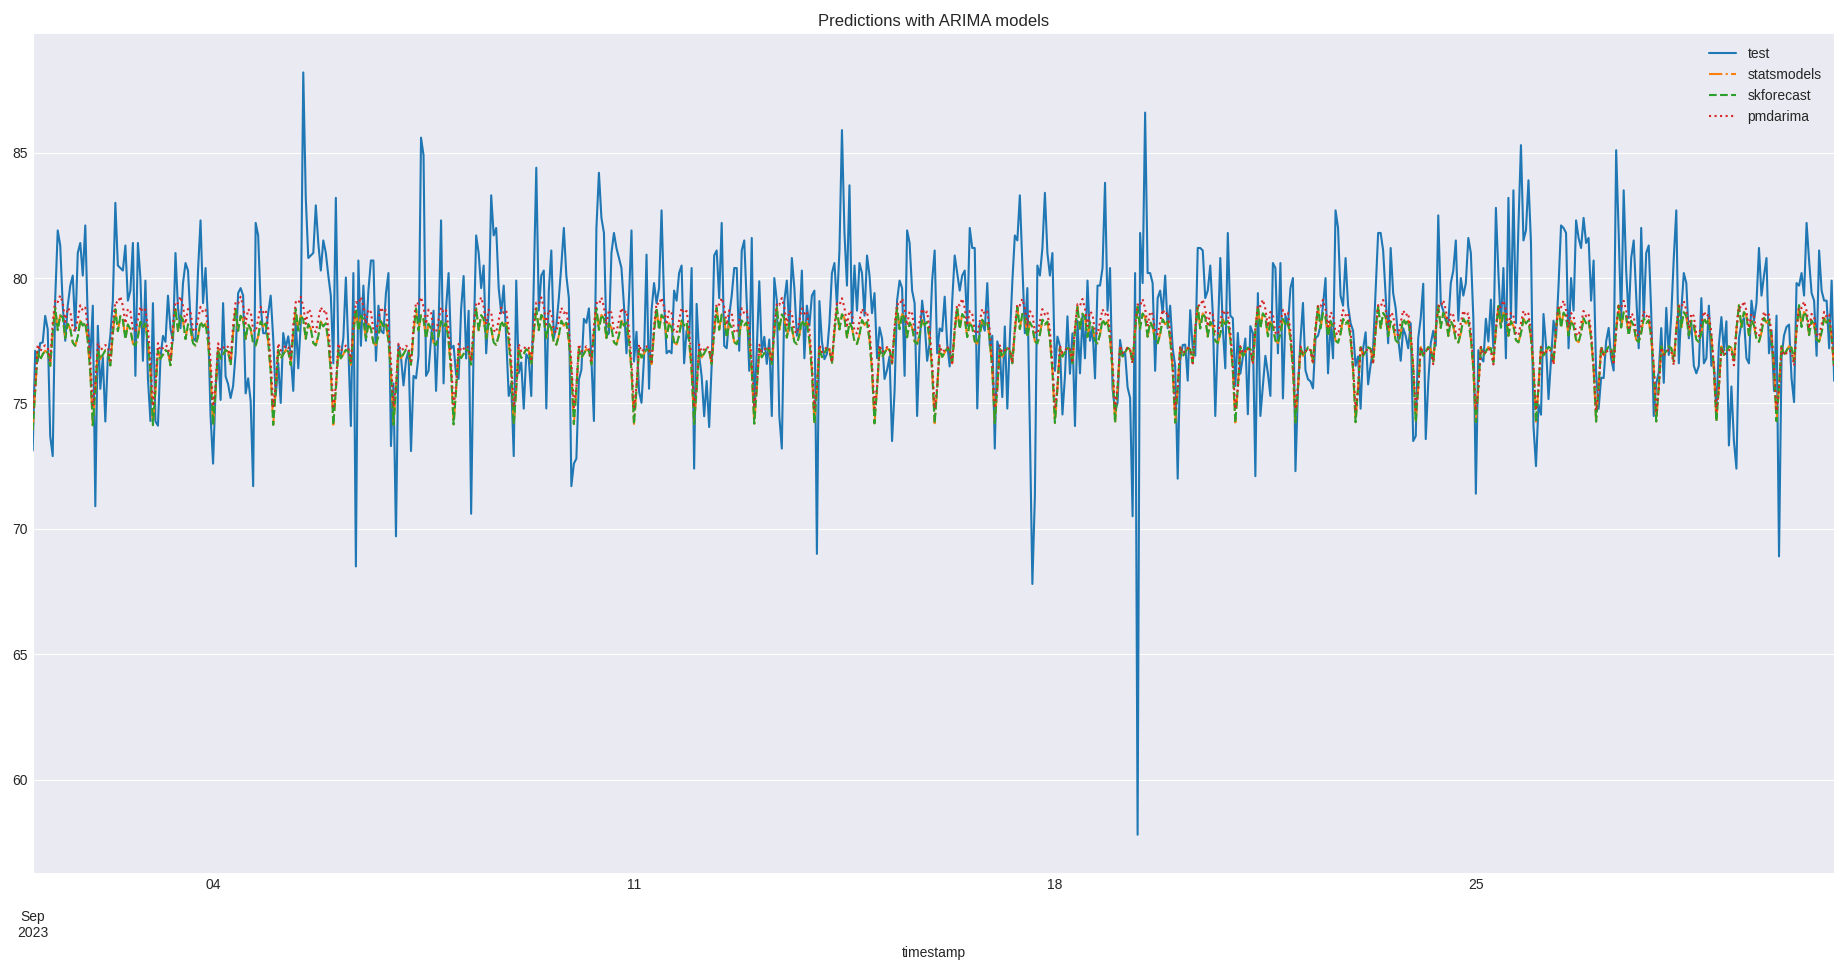 Predictions with ARIMA models
test
statsmodels
skforecast
pmdarima
85
80
75
70
65
60
04
11
18
25
Sep
2023
timestamp